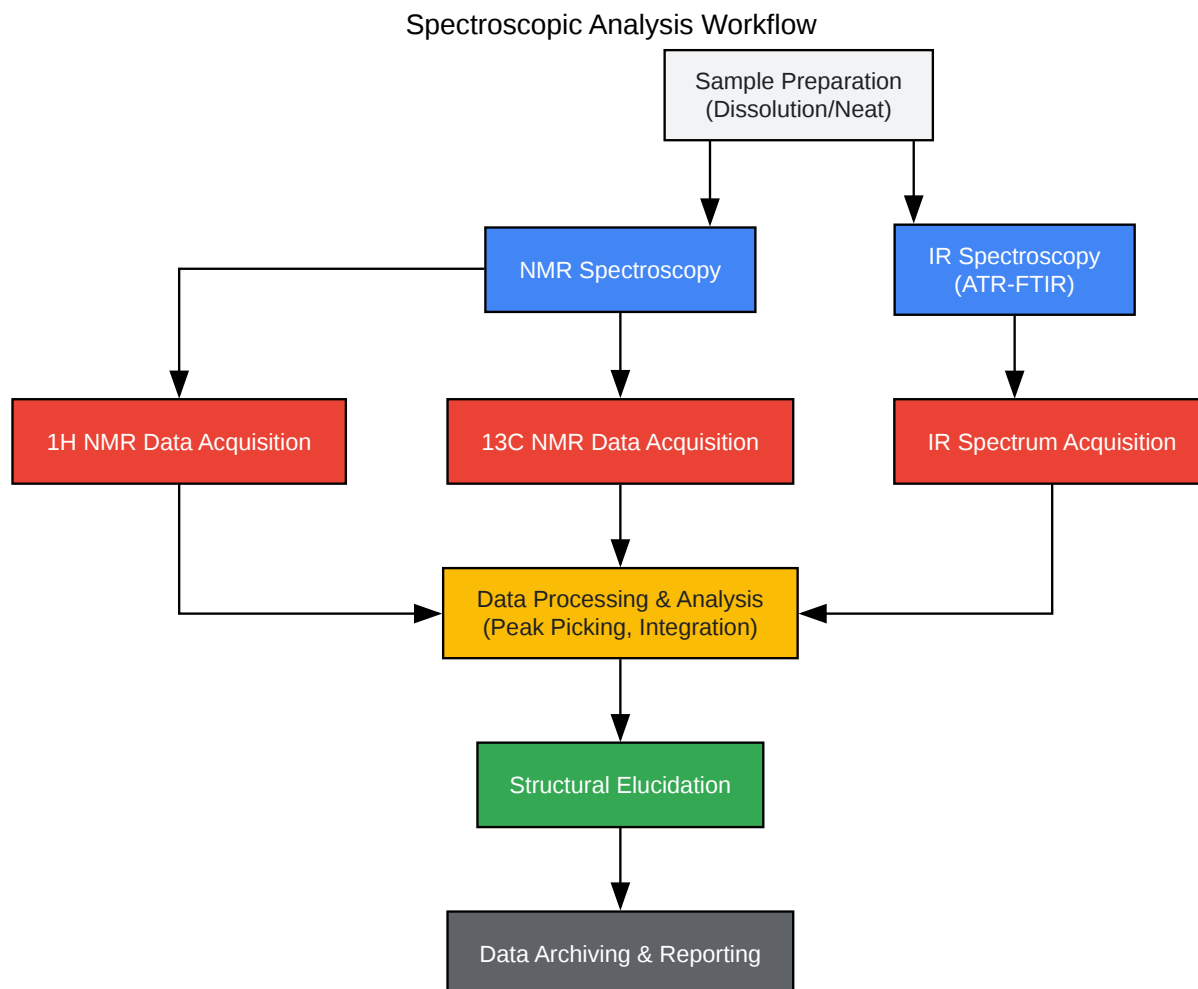 Spectroscopic Analysis Workflow
Sample Preparation
(Dissolution/Neat)
NMR Spectroscopy
IR Spectroscopy
(ATR-FTIR)
1H NMR Data Acquisition
13C NMR Data Acquisition
IR Spectrum Acquisition
Data Processing & Analysis
(Peak Picking, Integration)
Structural Elucidation
Data Archiving & Reporting